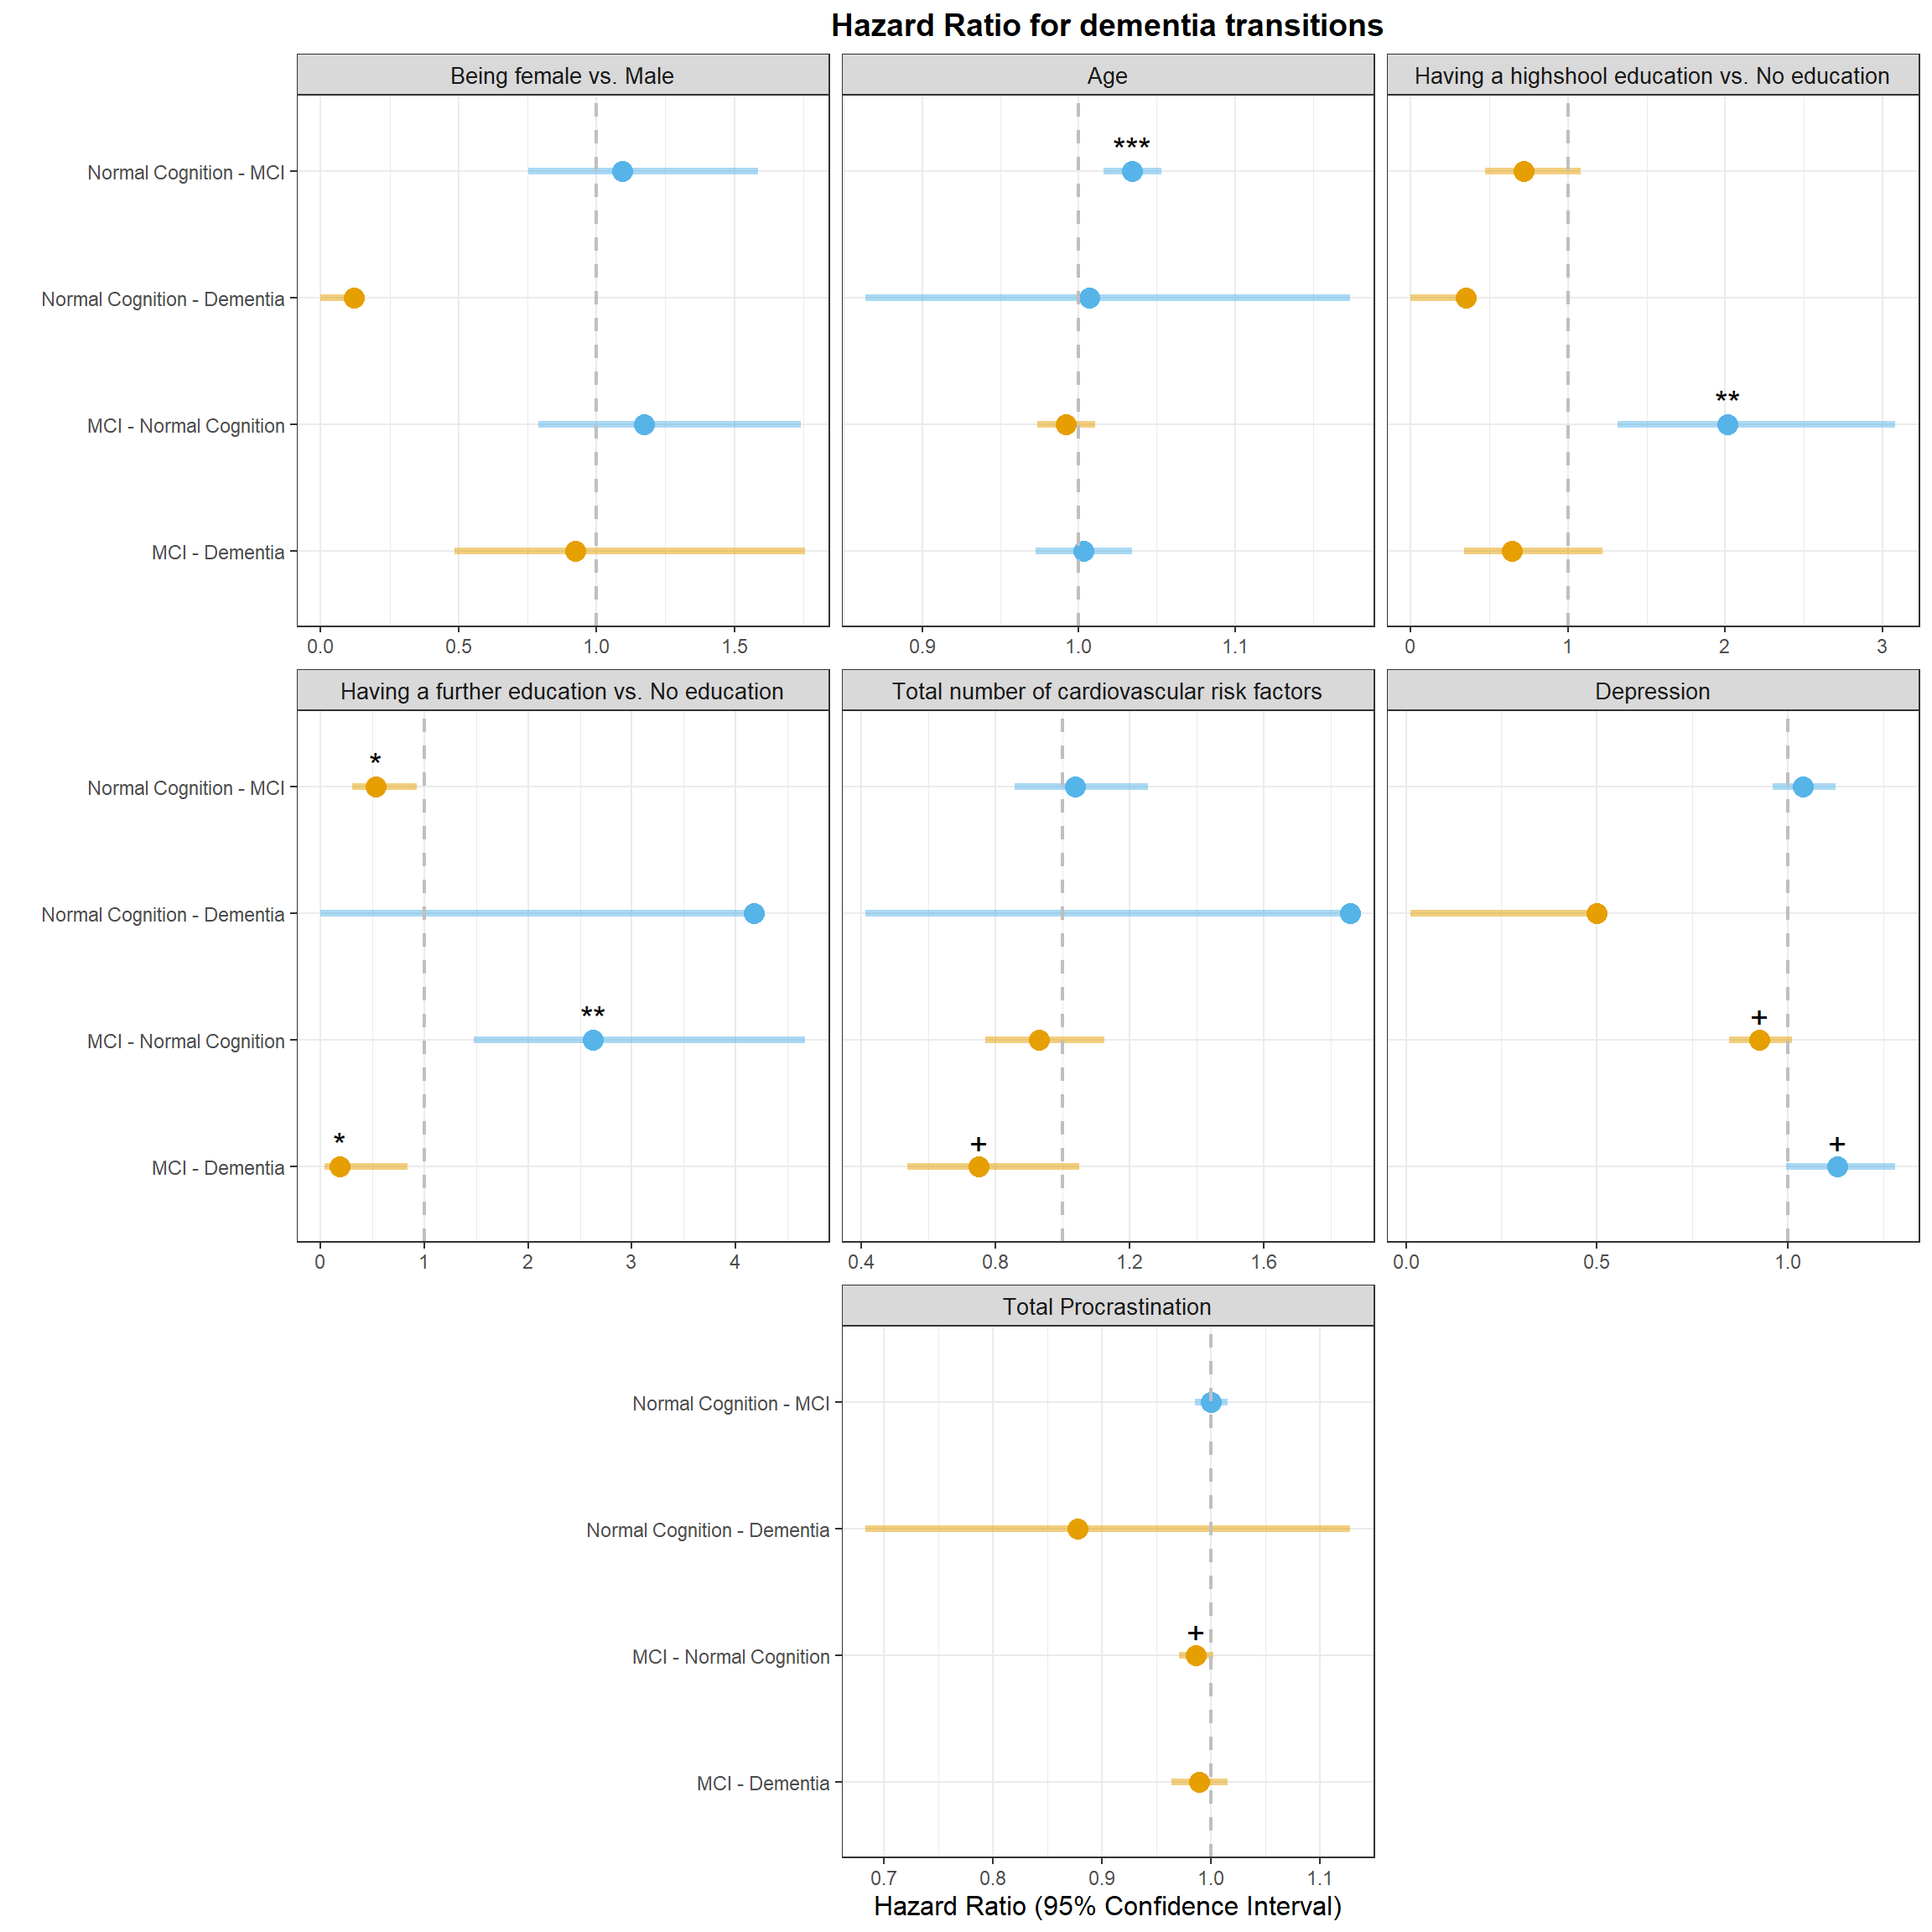 Hazard Ratio for dementia transitions
Being female vs. Male
Age
Having a highshool education vs. No education
***
Normal Cognition - MCI
Normal Cognition - Dementia
**
MCI - Normal Cognition
MCI - Dementia
0.0 0.5 1.0 1.5
0.9 1.0 1.1
0 1 2 3
Having a further education vs. No education
Total number of cardiovascular risk factors
Depression
*
Normal Cognition - MCI
Normal Cognition - Dementia
** +
MCI - Normal Cognition
* + +
MCI - Dementia
0 1 2 3 4
0.4 0.8 1.2 1.6
0.0 0.5 1.0
Total Procrastination
Normal Cognition - MCI
Normal Cognition - Dementia
+
MCI - Normal Cognition
MCI - Dementia
0.7 0.8 0.9 1.0 1.1
Hazard Ratio (95% Confidence Interval)